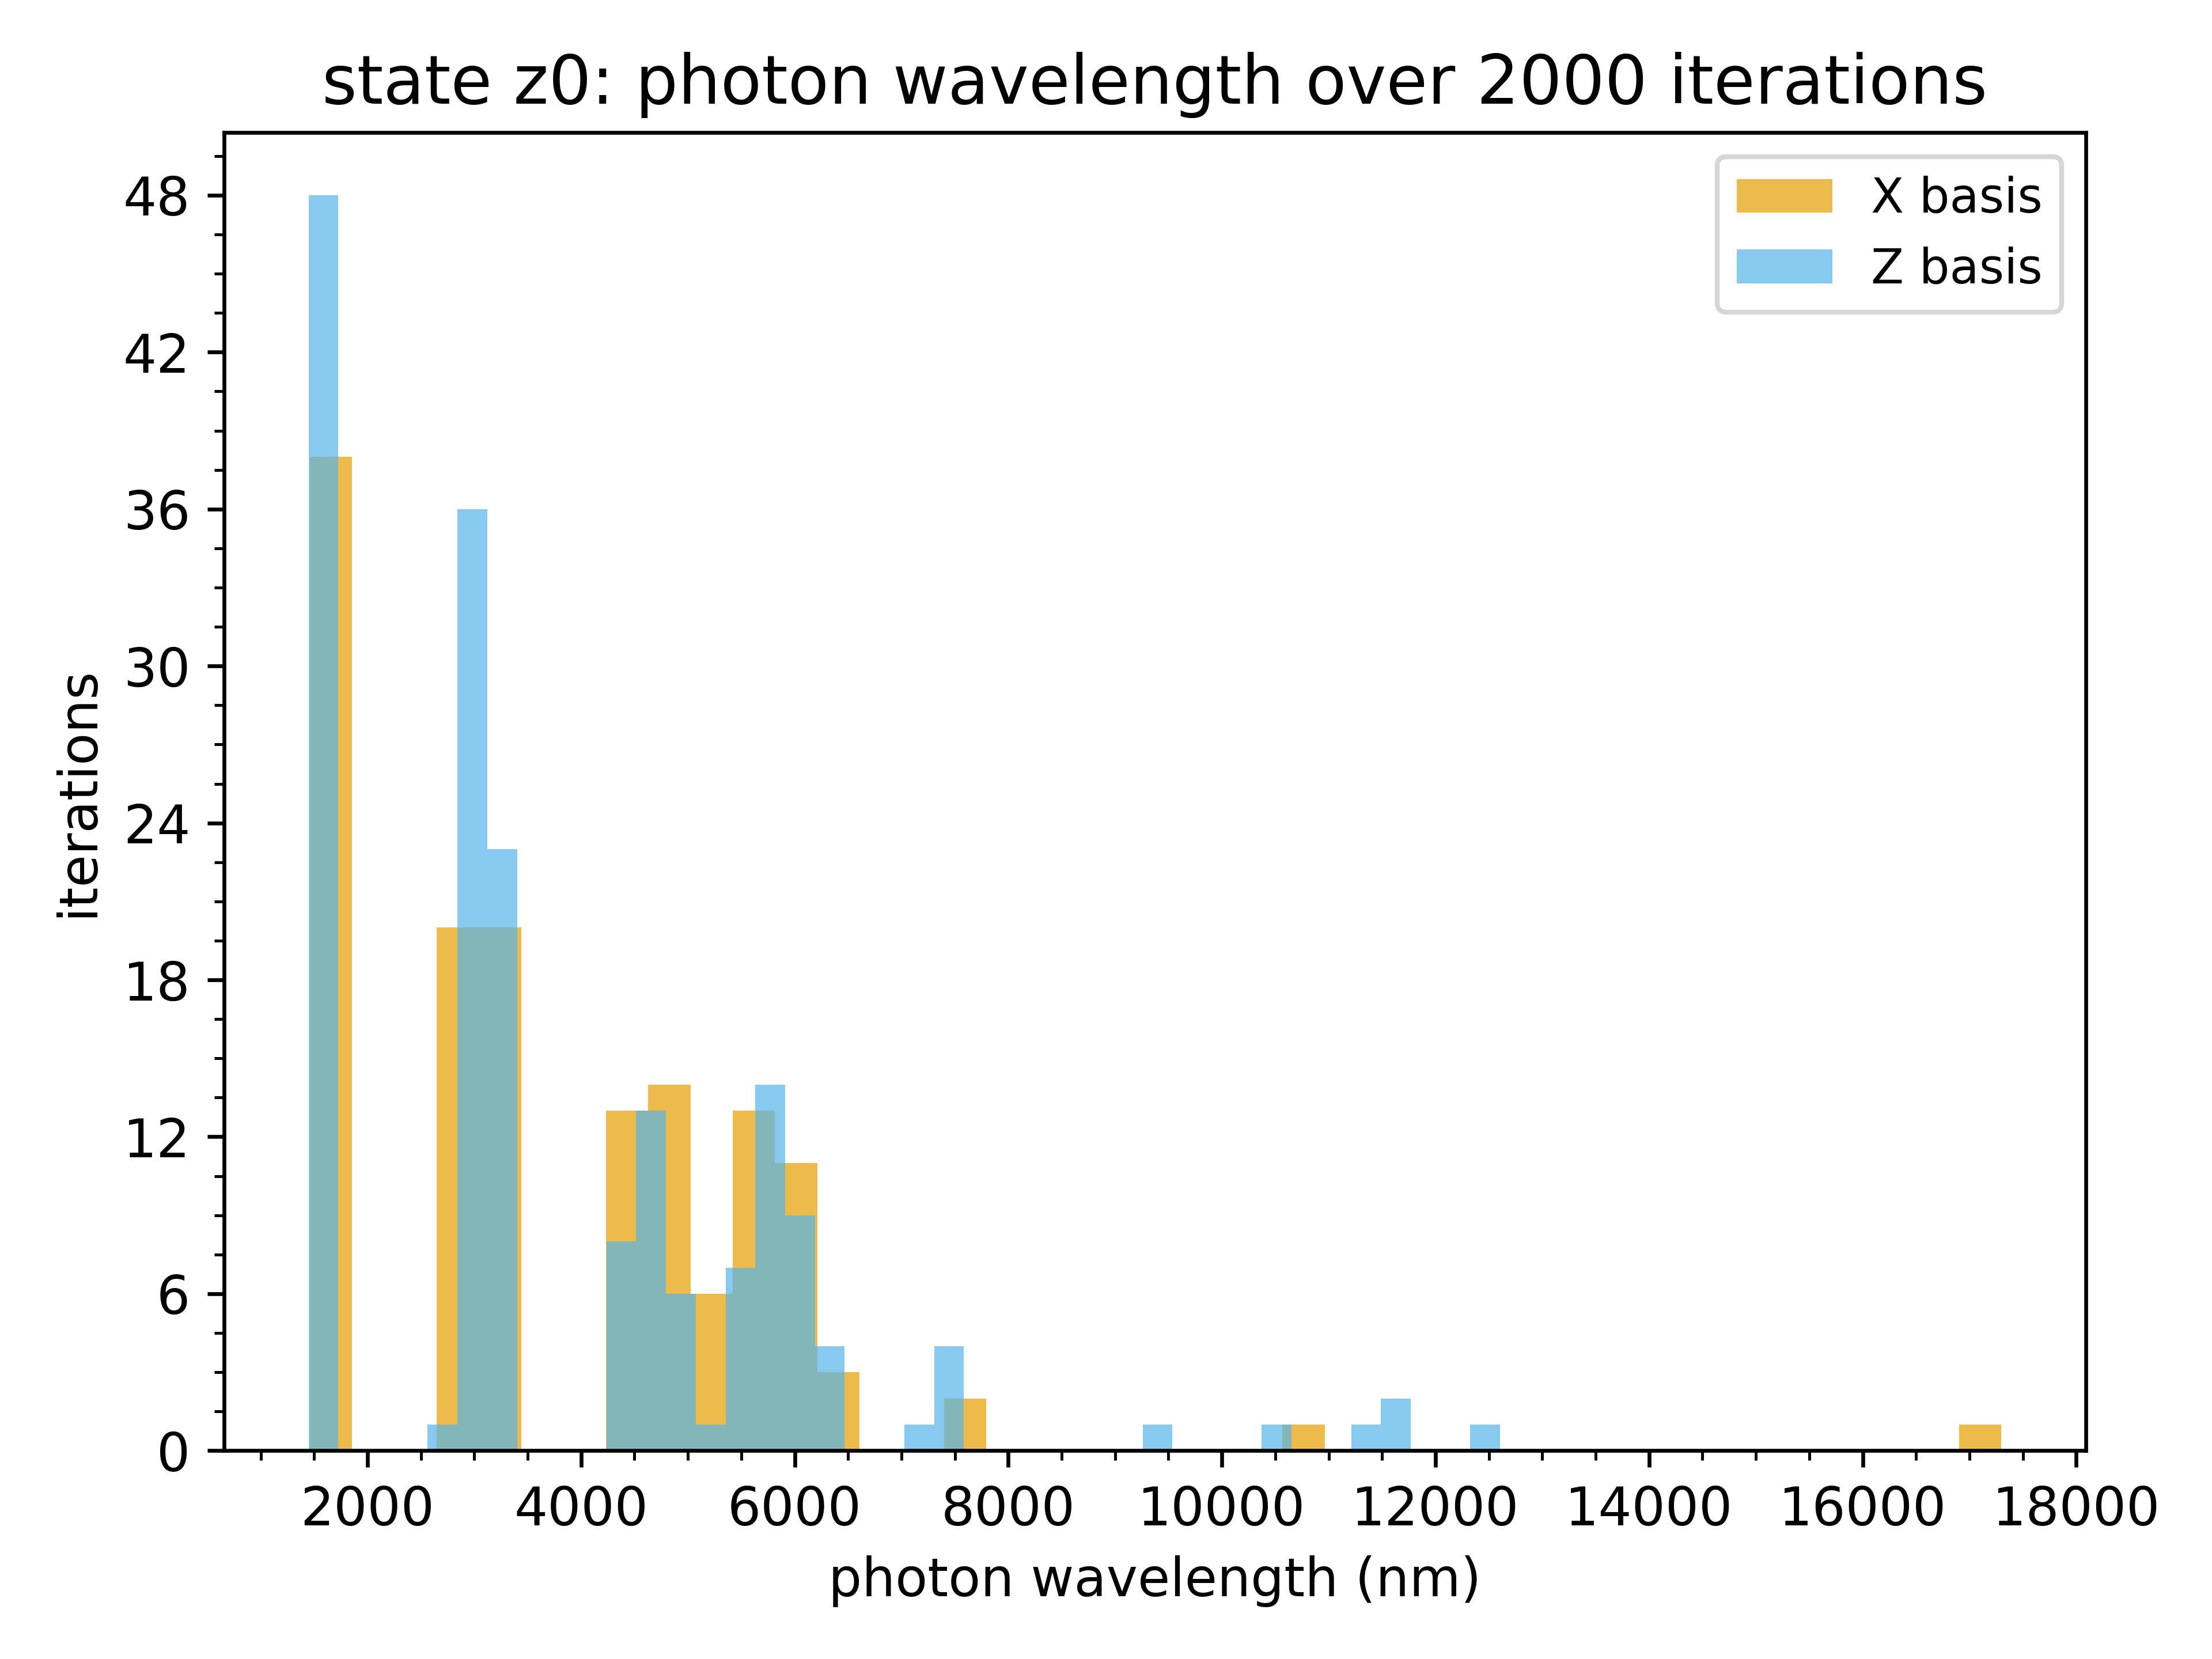 state z0: photon wavelength over 2000 iterations
X basis
Z basis
48
42
36
30
24
18
12
6
0
iterations
2000 4000 6000 8000 10000 12000 14000 16000 18000
photon wavelength (nm)